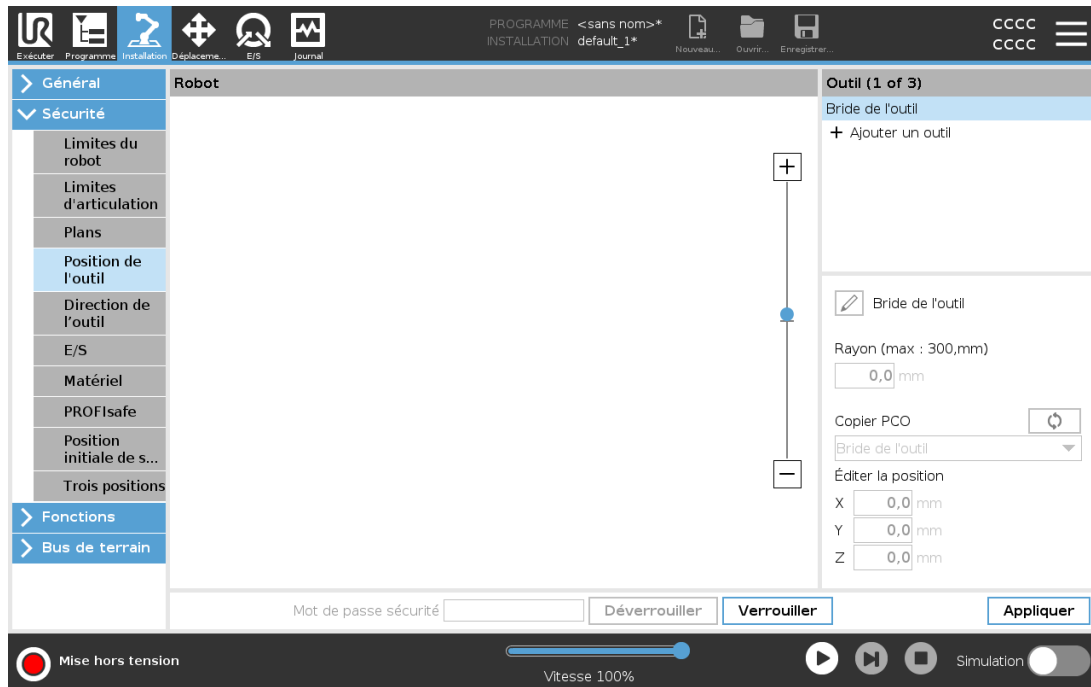 UR
Exécuter
Programme
Installation
Déplaceme...
E/S
Journal
PROGRAMME <sans nom>*
INSTALLATION default_1*
Nouveau...
Ouvrir...
Enregistrer...
CCCC
CCCC
Général
Sécurité
Limites du
robot
Limites
d'articulation
Plans
Position de
l'outil
Direction de
l’outil
E/S
Matériel
PROFIsafe
Position
initiale de s...
Trois positions
Fonctions
Bus de terrain
Robot
+
−
Outil (1 of 3)
Bride de l'outil
+ Ajouter un outil
Bride de l'outil
Rayon (max : 300,mm)
0,0 mm
Copier PCO
Bride de l'outil
Éditer la position
X 0,0 mm
Y 0,0 mm
Z 0,0 mm
Mot de passe sécurité
Déverrouiller
Verrouiller
Appliquer
Mise hors tension
Vitesse 100%
Simulation